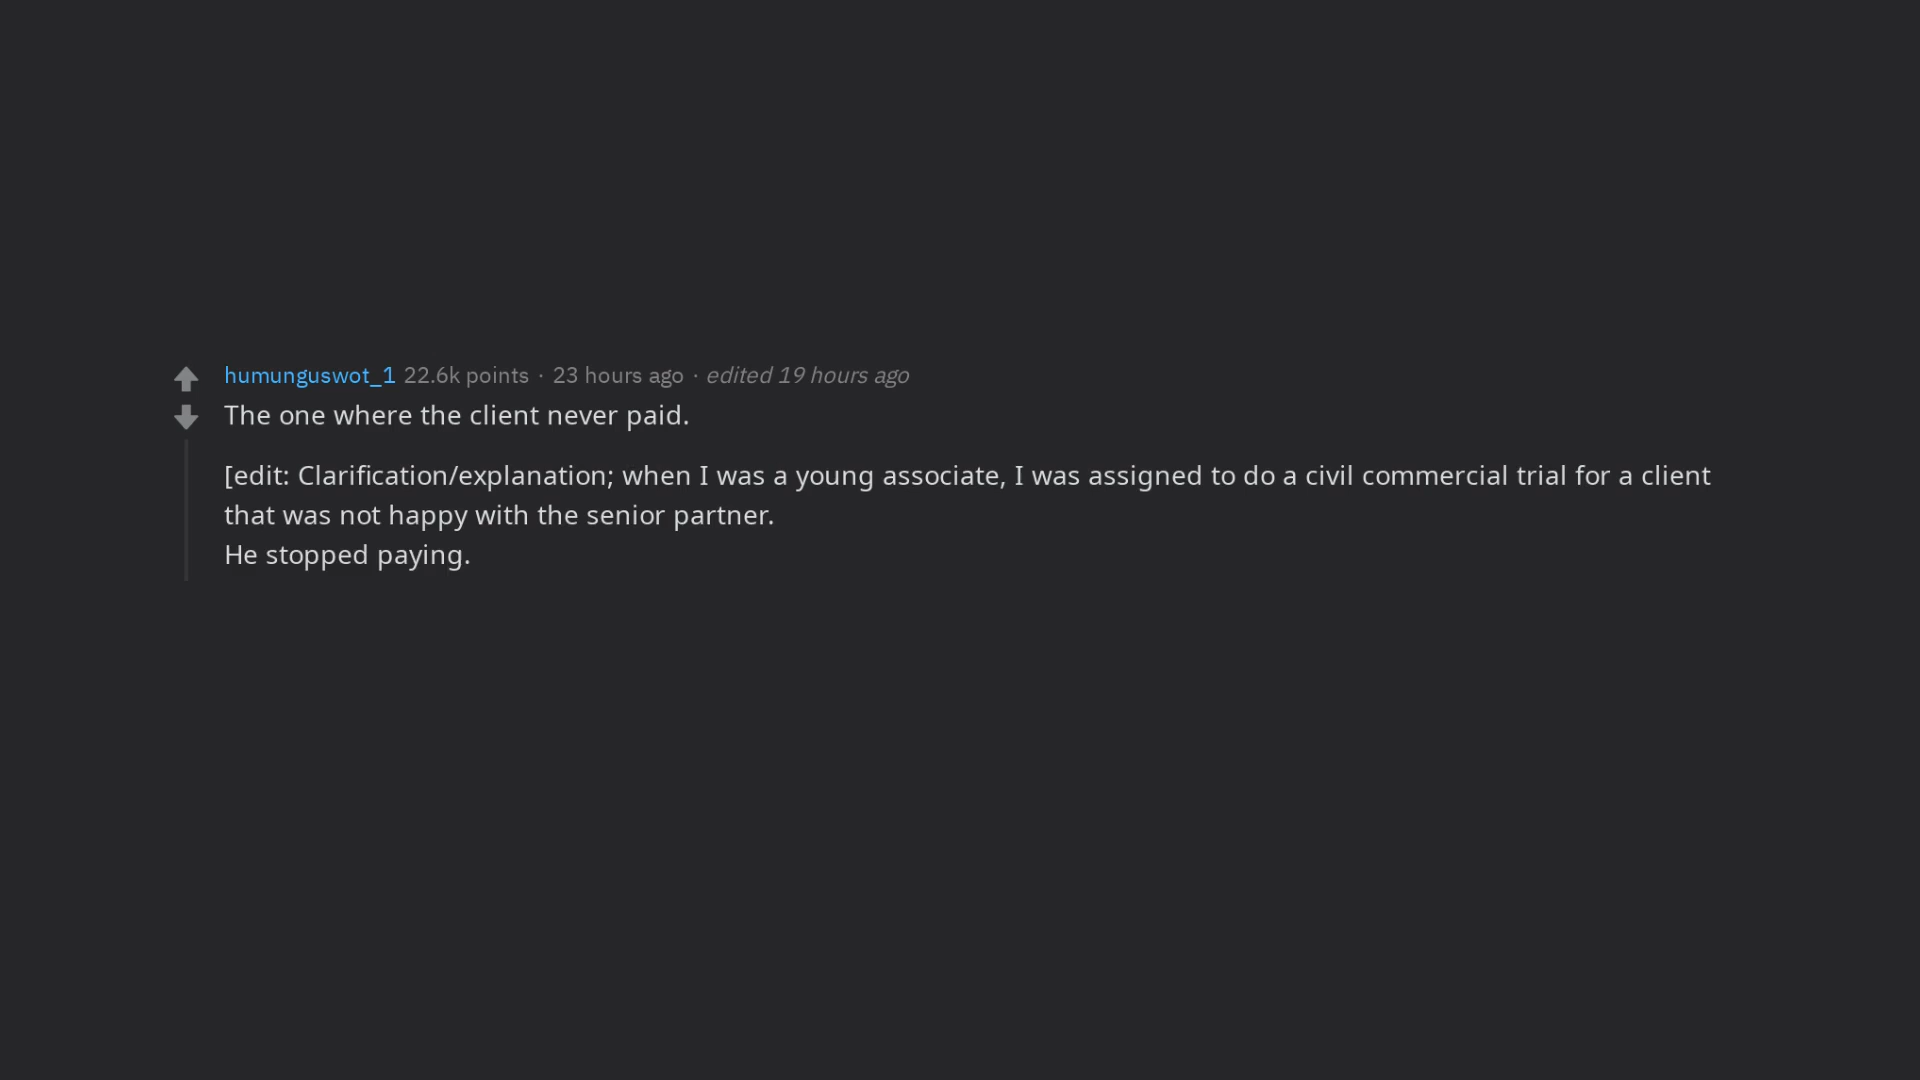 humunguswot_1 22.6k points · 23 hours ago · edited 19 hours ago
The one where the client never paid.
[edit: Clarification/explanation; when I was a young associate, I was assigned to do a civil commercial trial for a client
that was not happy with the senior partner.
He stopped paying.